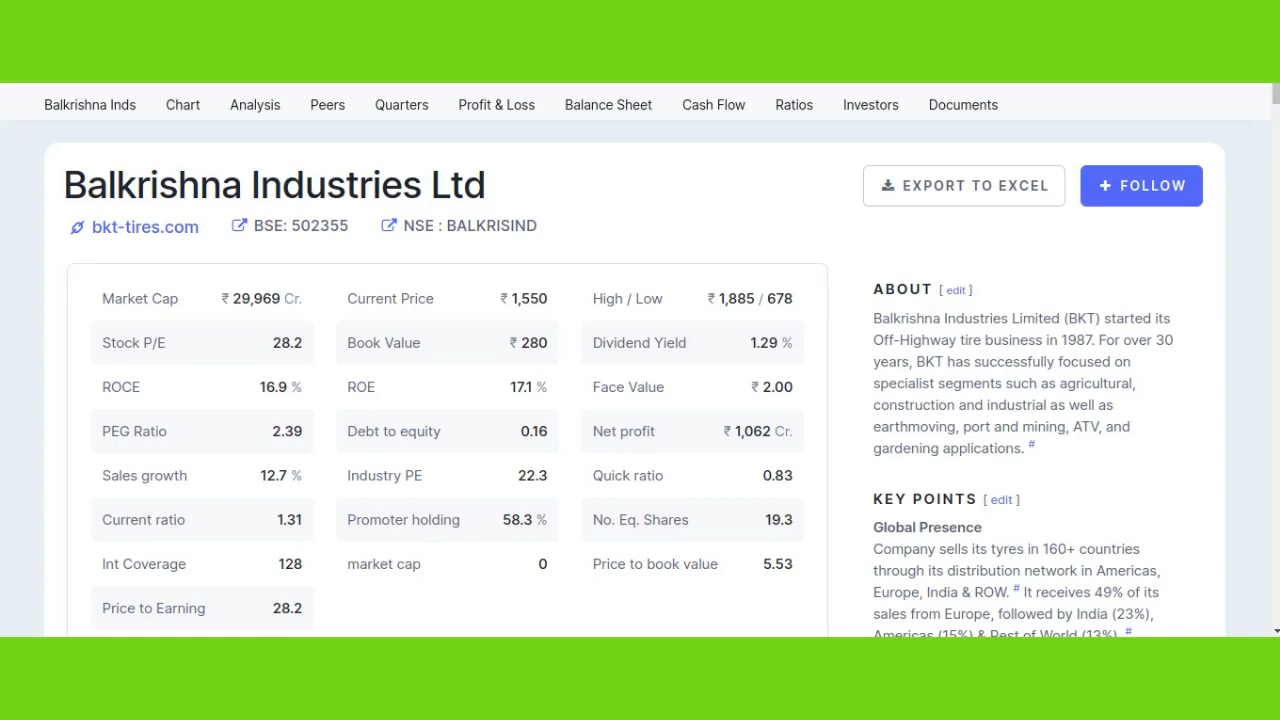 Balkrishna Inds Chart Analysis Peers Quarters Profit & Loss Balance Sheet Cash Flow Ratios Investors Documents
Balkrishna Industries Ltd
EXPORT TO EXCEL
+ FOLLOW
bkt-tires.com BSE: 502355 NSE : BALKRISIND
Market Cap ₹ 29,969 Cr. Current Price ₹ 1,550 High / Low ₹ 1,885 / 678
Stock P/E 28.2 Book Value ₹ 280 Dividend Yield 1.29 %
ROCE 16.9 % ROE 17.1 % Face Value ₹ 2.00
PEG Ratio 2.39 Debt to equity 0.16 Net profit ₹ 1,062 Cr.
Sales growth 12.7 % Industry PE 22.3 Quick ratio 0.83
Current ratio 1.31 Promoter holding 58.3 % No. Eq. Shares 19.3
Int Coverage 128 market cap 0 Price to book value 5.53
Price to Earning 28.2
ABOUT [ edit ]
Balkrishna Industries Limited (BKT) started its
Off-Highway tire business in 1987. For over 30
years, BKT has successfully focused on
specialist segments such as agricultural,
construction and industrial as well as
earthmoving, port and mining, ATV, and
gardening applications. #
KEY POINTS [ edit ]
Global Presence
Company sells its tyres in 160+ countries
through its distribution network in Americas,
Europe, India & ROW. # It receives 49% of its
sales from Europe, followed by India (23%),
Americas (15%) & Rest of World (13%). #